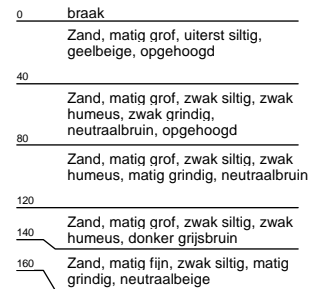 0 braak
Zand, matig grof, uiterst siltig,
geelbeige, opgehoogd
40
Zand, matig grof, zwak siltig, zwak
humeus, zwak grindig,
neutraalbruin, opgehoogd
80
Zand, matig grof, zwak siltig, zwak
humeus, matig grindig, neutraalbruin
120
Zand, matig grof, zwak siltig, zwak
humeus, donker grijsbruin
140
160
Zand, matig fijn, zwak siltig, matig
grindig, neutraalbeige